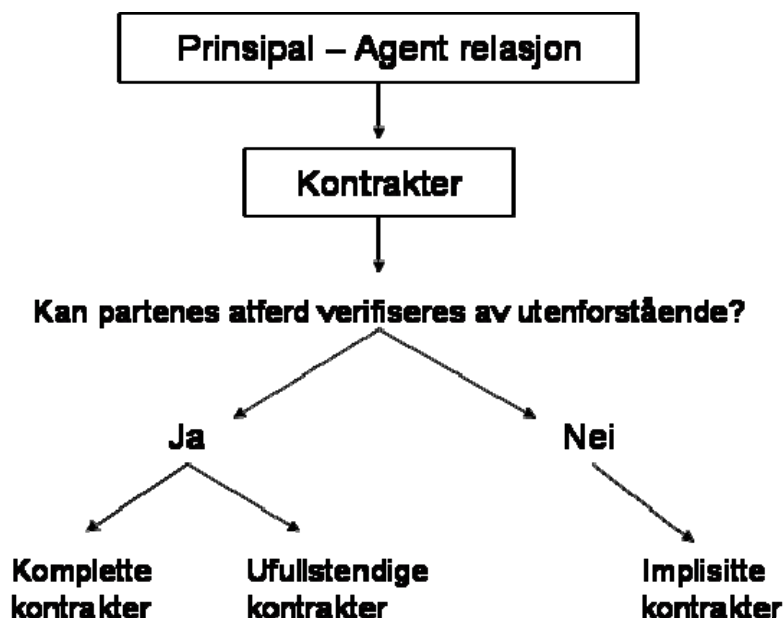 Prinsipal – Agent relasjon
Kontrakter
Kan partenes atferd verifiseres av utenforstående?
Ja
Nei
Komplette
kontrakter
Ufullstendige
kontrakter
Implisitte
kontrakter